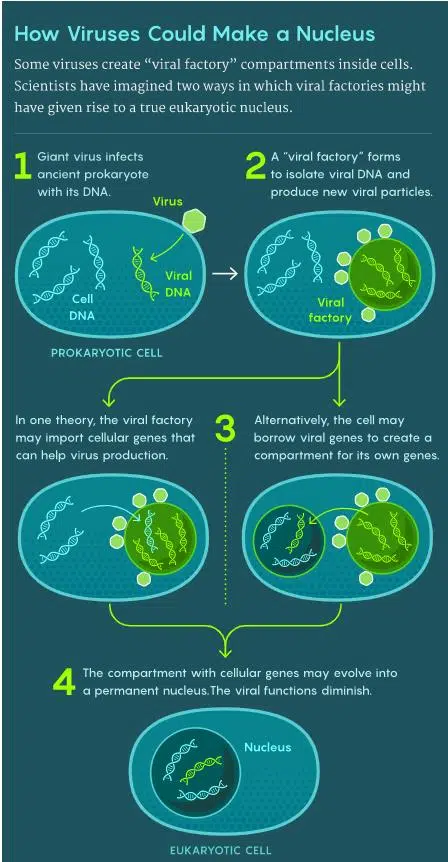 How Viruses Could Make a Nucleus
Some viruses create “viral factory” compartments inside cells.
Scientists have imagined two ways in which viral factories might
have given rise to a true eukaryotic nucleus.
1 Giant virus infects
ancient prokaryote
with its DNA.
Virus
Viral
DNA
Cell
DNA
PROKARYOTIC CELL
2 A “viral factory” forms
to isolate viral DNA and
produce new viral particles.
Viral
factory
3
In one theory, the viral factory
may import cellular genes that
can help virus production.
Alternatively, the cell may
borrow viral genes to create a
compartment for its own genes.
4 The compartment with cellular genes may evolve into
a permanent nucleus.The viral functions diminish.
Nucleus
EUKARYOTIC CELL